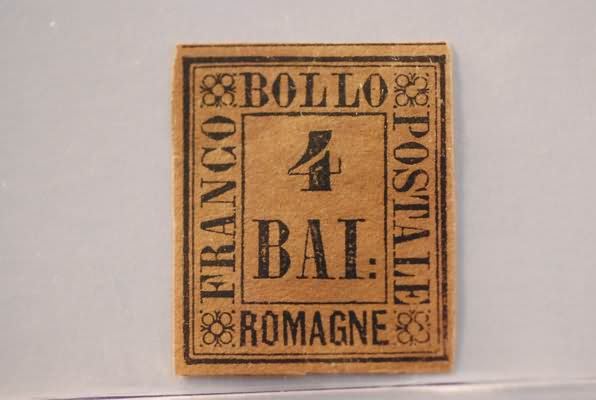 FRANCO
BOLLO
POSTALE
4
BAI:
ROMAGNE